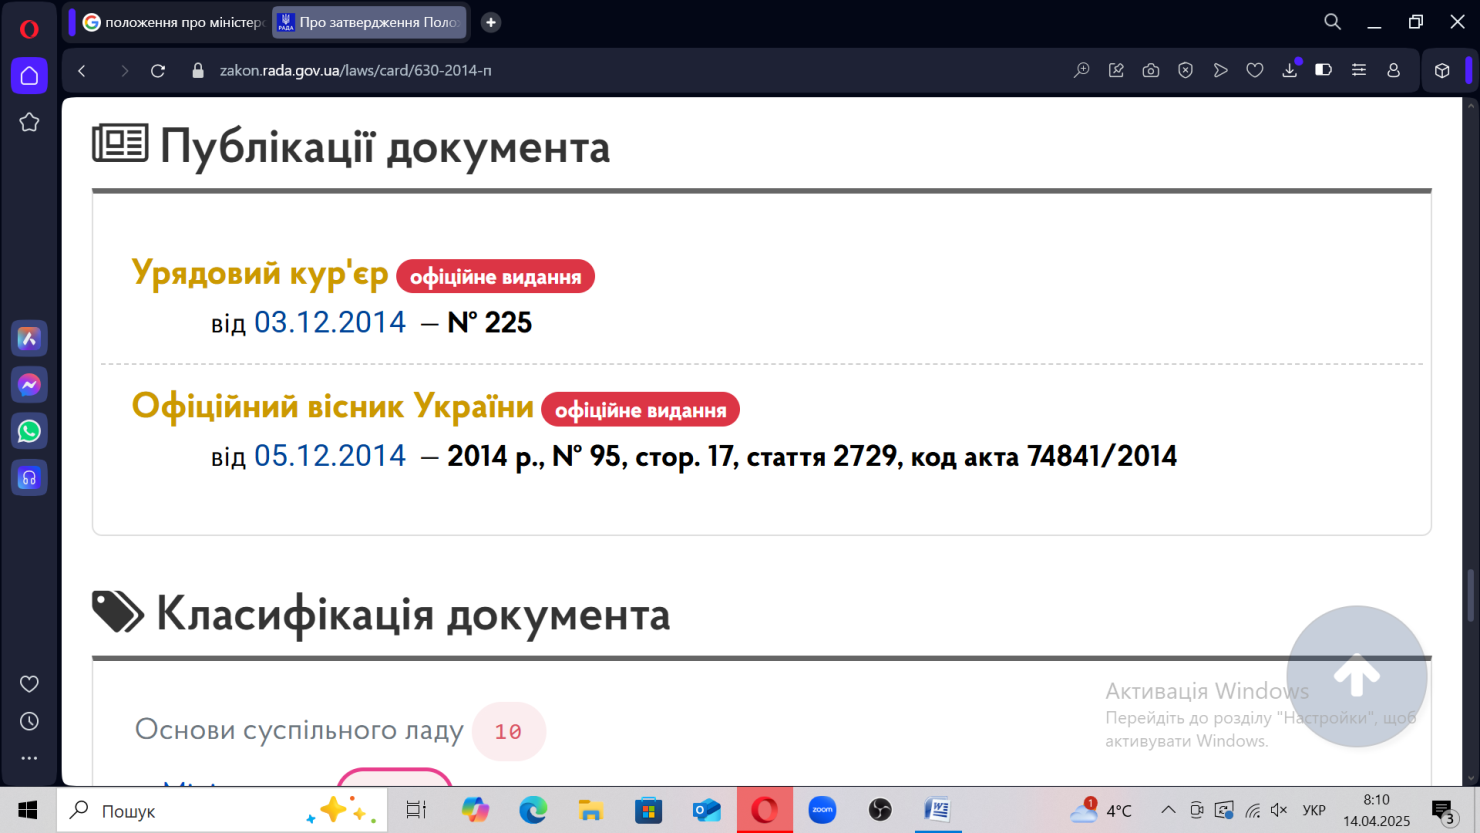 положення про міністер
Про затвердження Поло
zakon.rada.gov.ua/laws/card/630-2014-п
Публікації документа
Урядовий кур'єр офіційне видання
від 03.12.2014 — № 225
Офіційний вісник України офіційне видання
від 05.12.2014 — 2014 р., № 95, стор. 17, стаття 2729, код акта 74841/2014
Класифікація документа
Основи суспільного ладу 10
Активація Windows
Перейдіть до розділу "Настройки", щоб
активувати Windows.
Пошук
zoom
1
4°C
УКР
8:10
14.04.2025
3